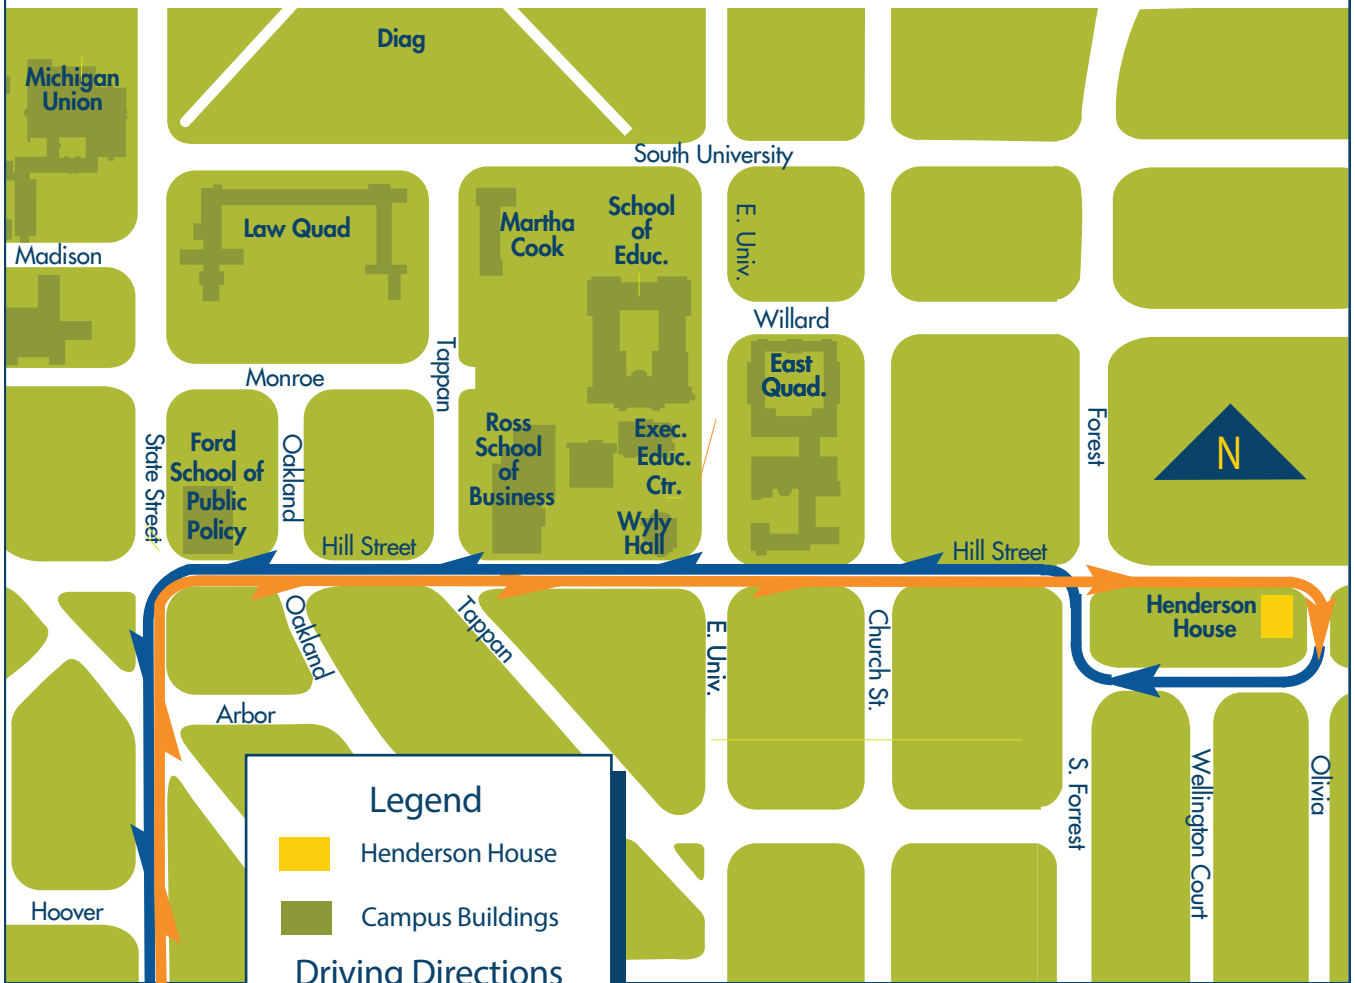 Diag
Michigan
Union
South University
Law Quad
Martha
Cook
School
of
Educ.
E. Univ.
Madison
Willard
Tappan
Monroe
East
Quad.
Forest
State Street
Ford
School of
Public
Policy
Oakland
Ross
School
of
Business
Exec.
Educ.
Ctr.
Wyly
Hall
N
Hill Street
Hill Street
Henderson
House
Oakland
Tappan
E. Univ.
Church St.
Arbor
S. Forrest
Wellington Court
Olivia
Hoover
Legend
Henderson House
Campus Buildings
Driving Directions